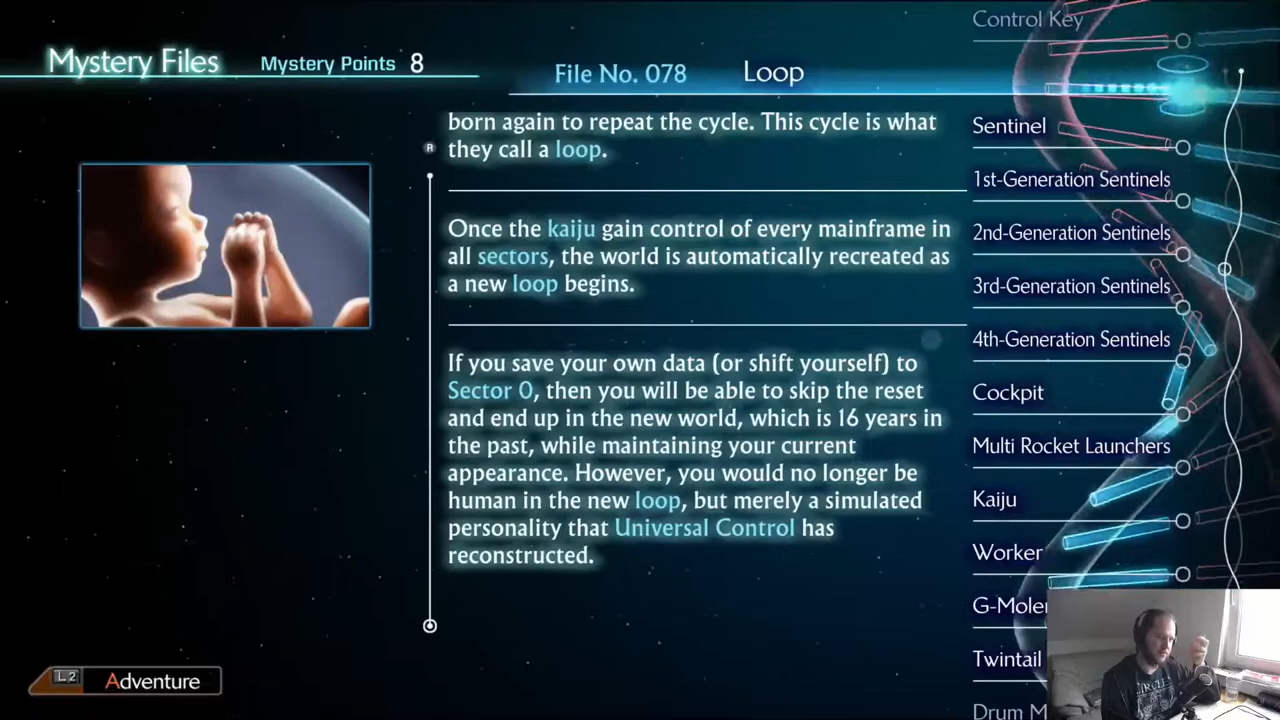 Mystery Files
Mystery Points 8
File No. 078 Loop
born again to repeat the cycle. This cycle is what
they call a loop.
Once the kaiju gain control of every mainframe in
all sectors, the world is automatically recreated as
a new loop begins.
If you save your own data (or shift yourself) to
Sector 0, then you will be able to skip the reset
and end up in the new world, which is 16 years in
the past, while maintaining your current
appearance. However, you would no longer be
human in the new loop, but merely a simulated
personality that Universal Control has
reconstructed.
Control Key
Sentinel
1st-Generation Sentinels
2nd-Generation Sentinels
3rd-Generation Sentinels
4th-Generation Sentinels
Cockpit
Multi Rocket Launchers
Kaiju
Worker
G-Moler
Twintail
Drum M
R
L2 Adventure